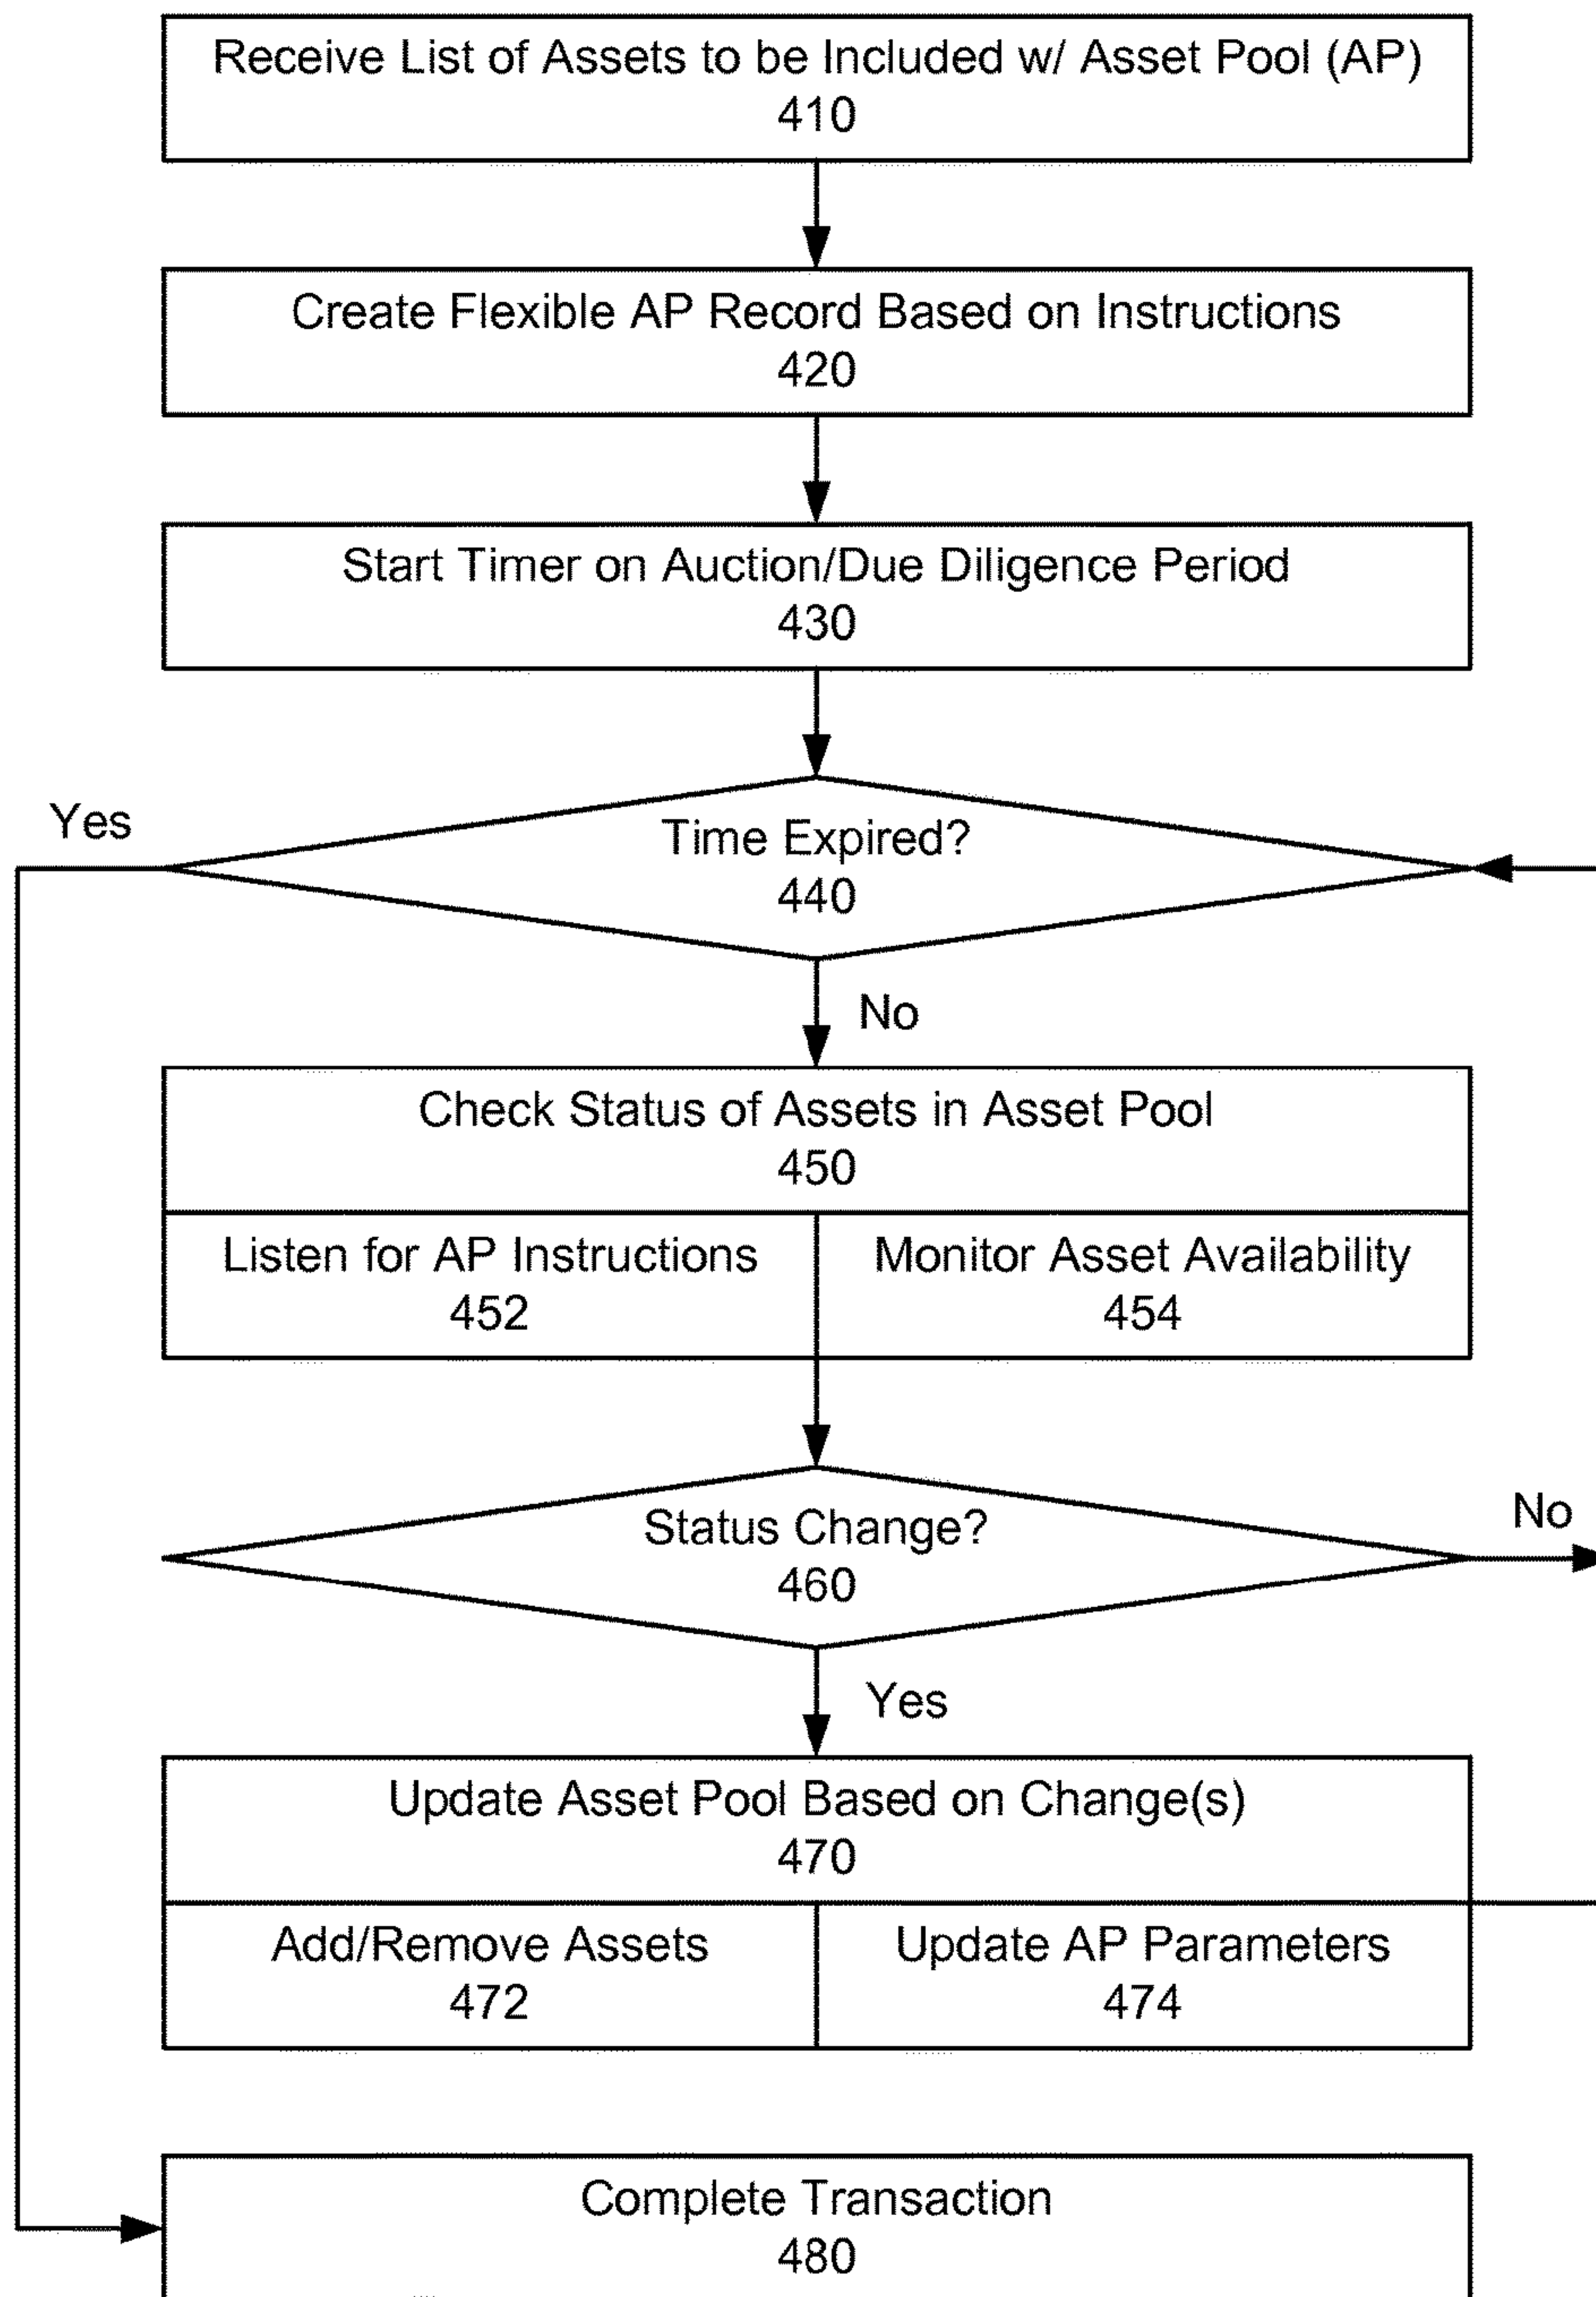 Receive List of Assets to be Included w/ Asset Pool (AP)
410
Create Flexible AP Record Based on Instructions
420
Start Timer on Auction/Due Diligence Period
430
Yes
Time Expired?
440
No
Check Status of Assets in Asset Pool
450
Listen for AP Instructions
452
Monitor Asset Availability
454
Status Change?
460
No
Yes
Update Asset Pool Based on Change(s)
470
Add/Remove Assets
472
Update AP Parameters
474
Complete Transaction
480